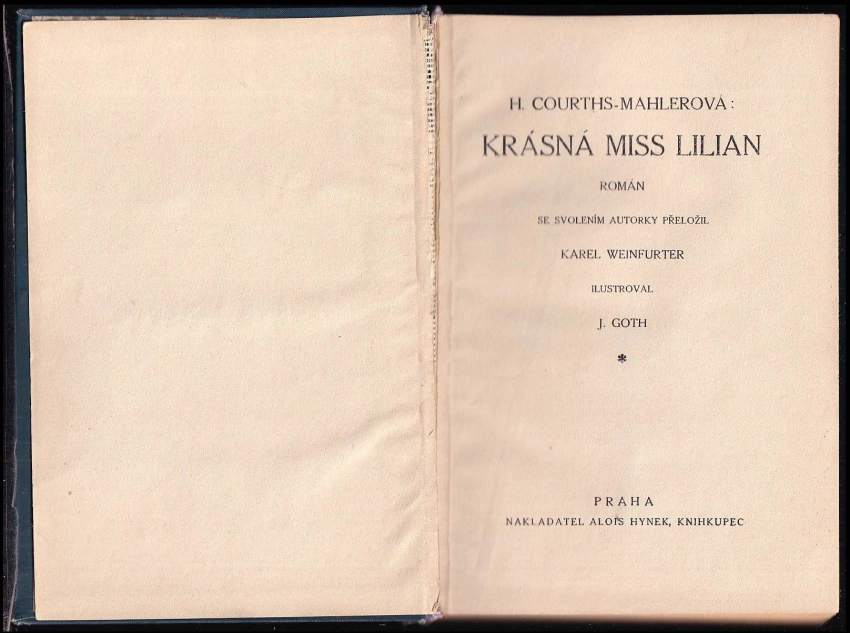 H. COURTHS-MAHLEROVÁ:
KRÁSNÁ MISS LILIAN
ROMÁN
SE SVOLENÍM AUTORKY PŘELOŽIL
KAREL WEINFURTER
ILUSTROVAL
J. GOTH
*
PRAHA
NAKLADATEL ALOIS HYNEK, KNIHKUPEC